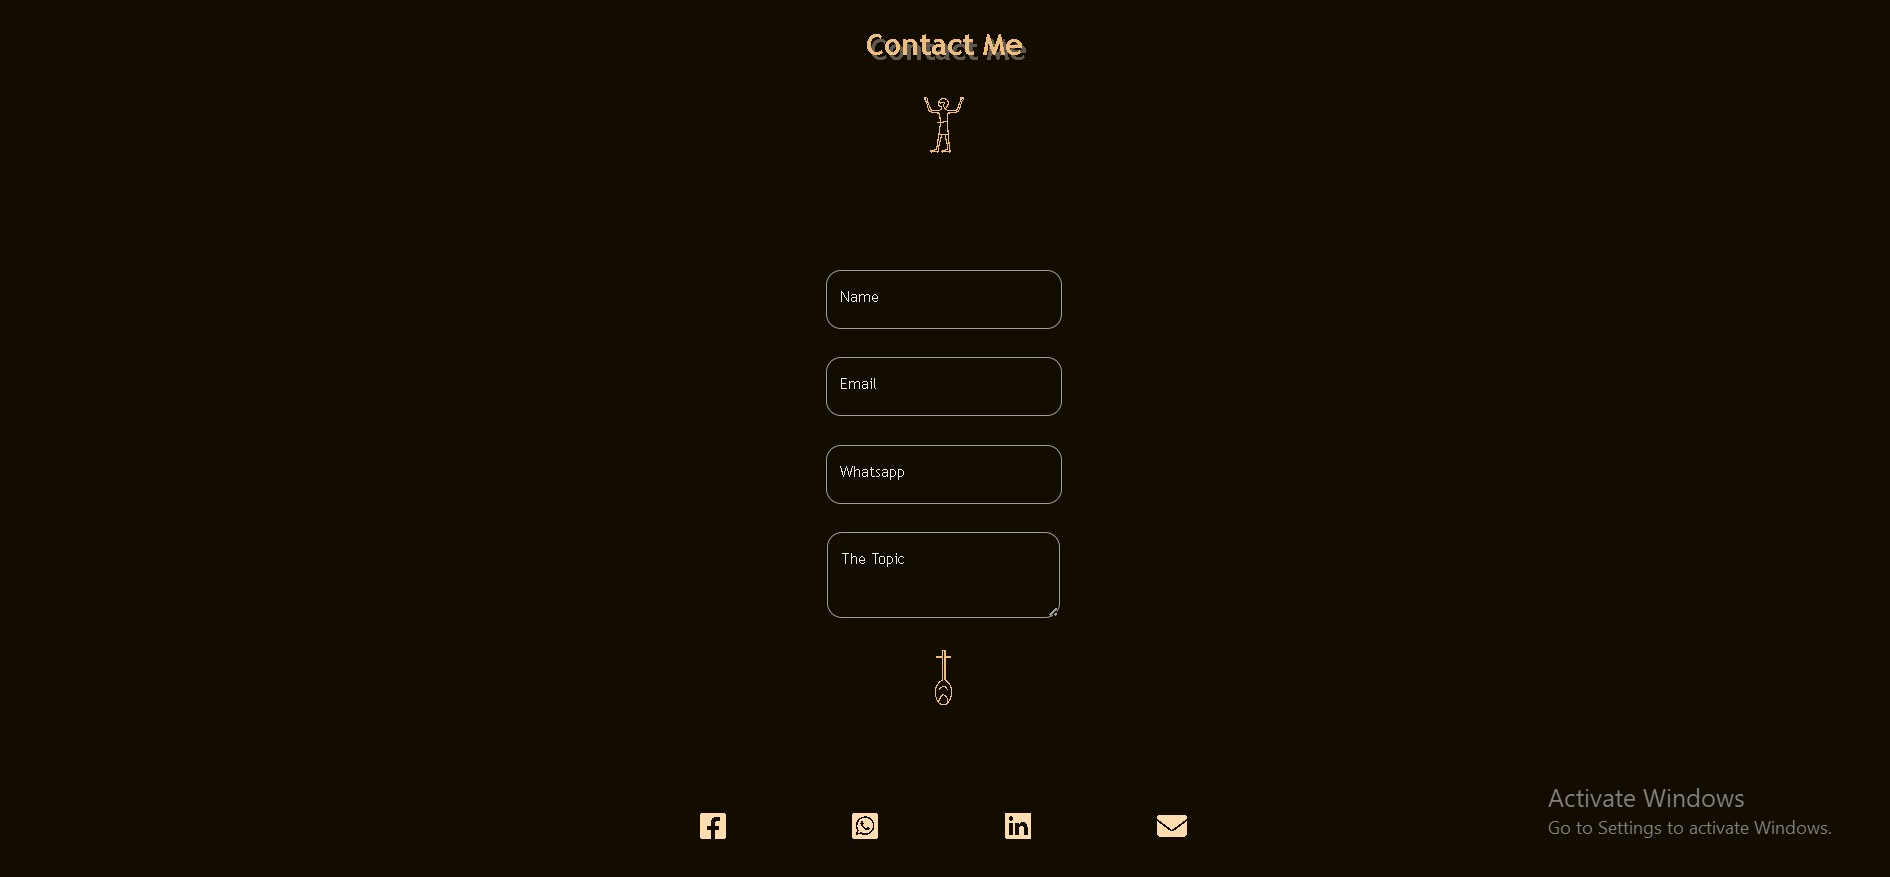 Contact Me
Name
Email
Whatsapp
The Topic
Activate Windows
Go to Settings to activate Windows.